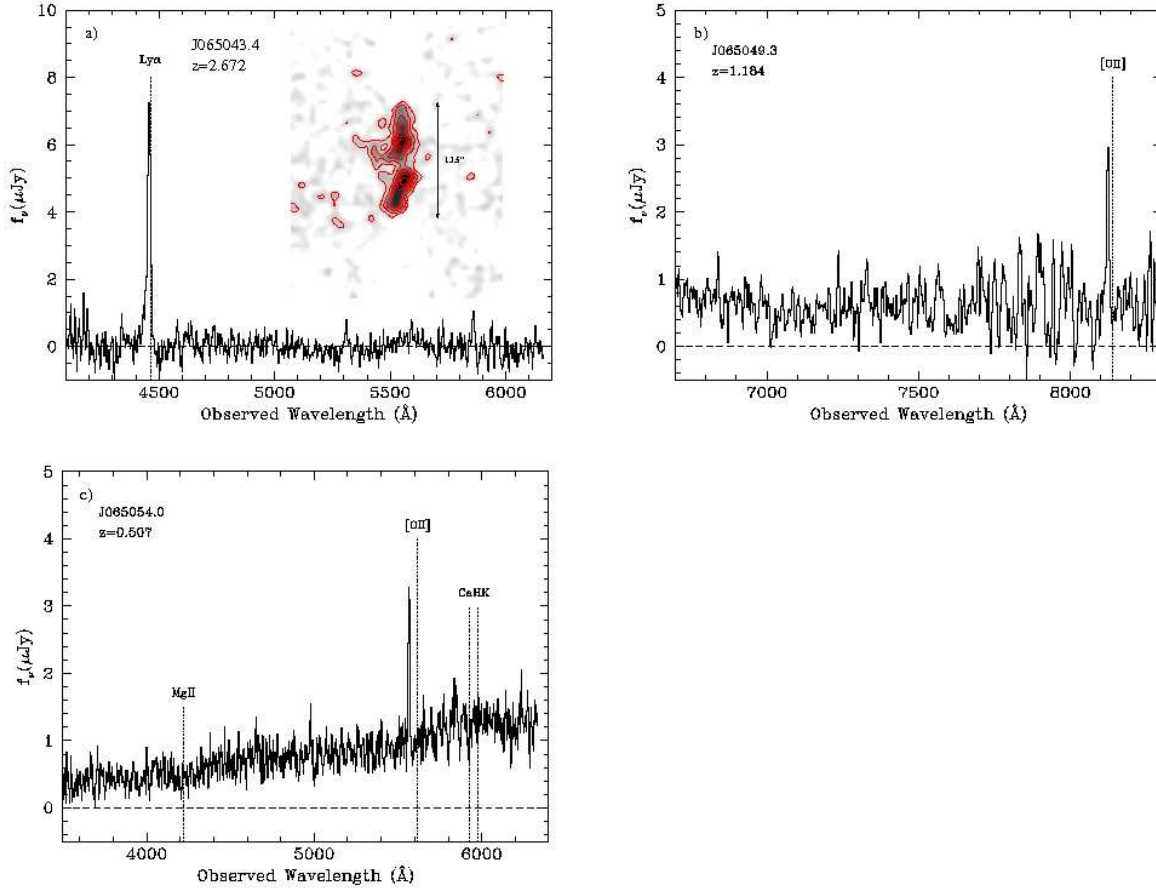 a)
J065043.4
z=2.672
Lyα
11.5"
10
8
6
4
2
0
f_ν(μJy)
4500
5000
5500
6000
Observed Wavelength (Å)
b)
J065049.3
z=1.184
[OII]
5
4
3
2
1
0
f_ν(μJy)
7000
7500
8000
Observed Wavelength (Å)
c)
J065054.0
z=0.507
[OII]
CaHK
MgII
5
4
3
2
1
0
f_ν(μJy)
4000
5000
6000
Observed Wavelength (Å)